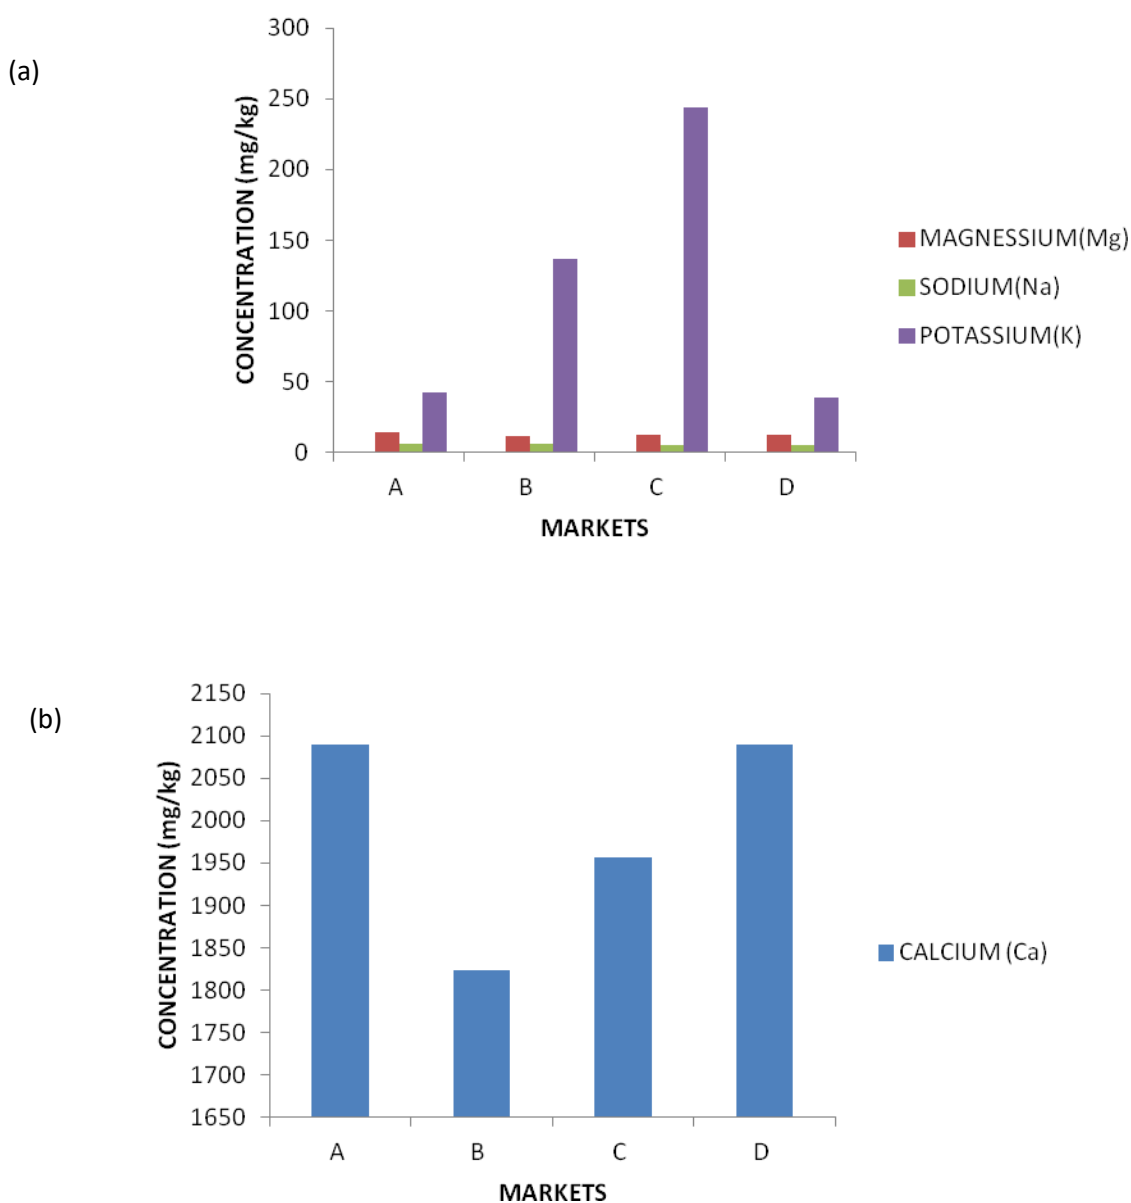 (a)
300
250
200
150
100
50
0
CONCENTRATION (mg/kg)
A B C D
MARKETS
MAGNESSIUM(Mg)
SODIUM(Na)
POTASSIUM(K)
(b)
2150
2100
2050
2000
1950
1900
1850
1800
1750
1700
1650
CONCENTRATION (mg/kg)
A B C D
MARKETS
CALCIUM (Ca)